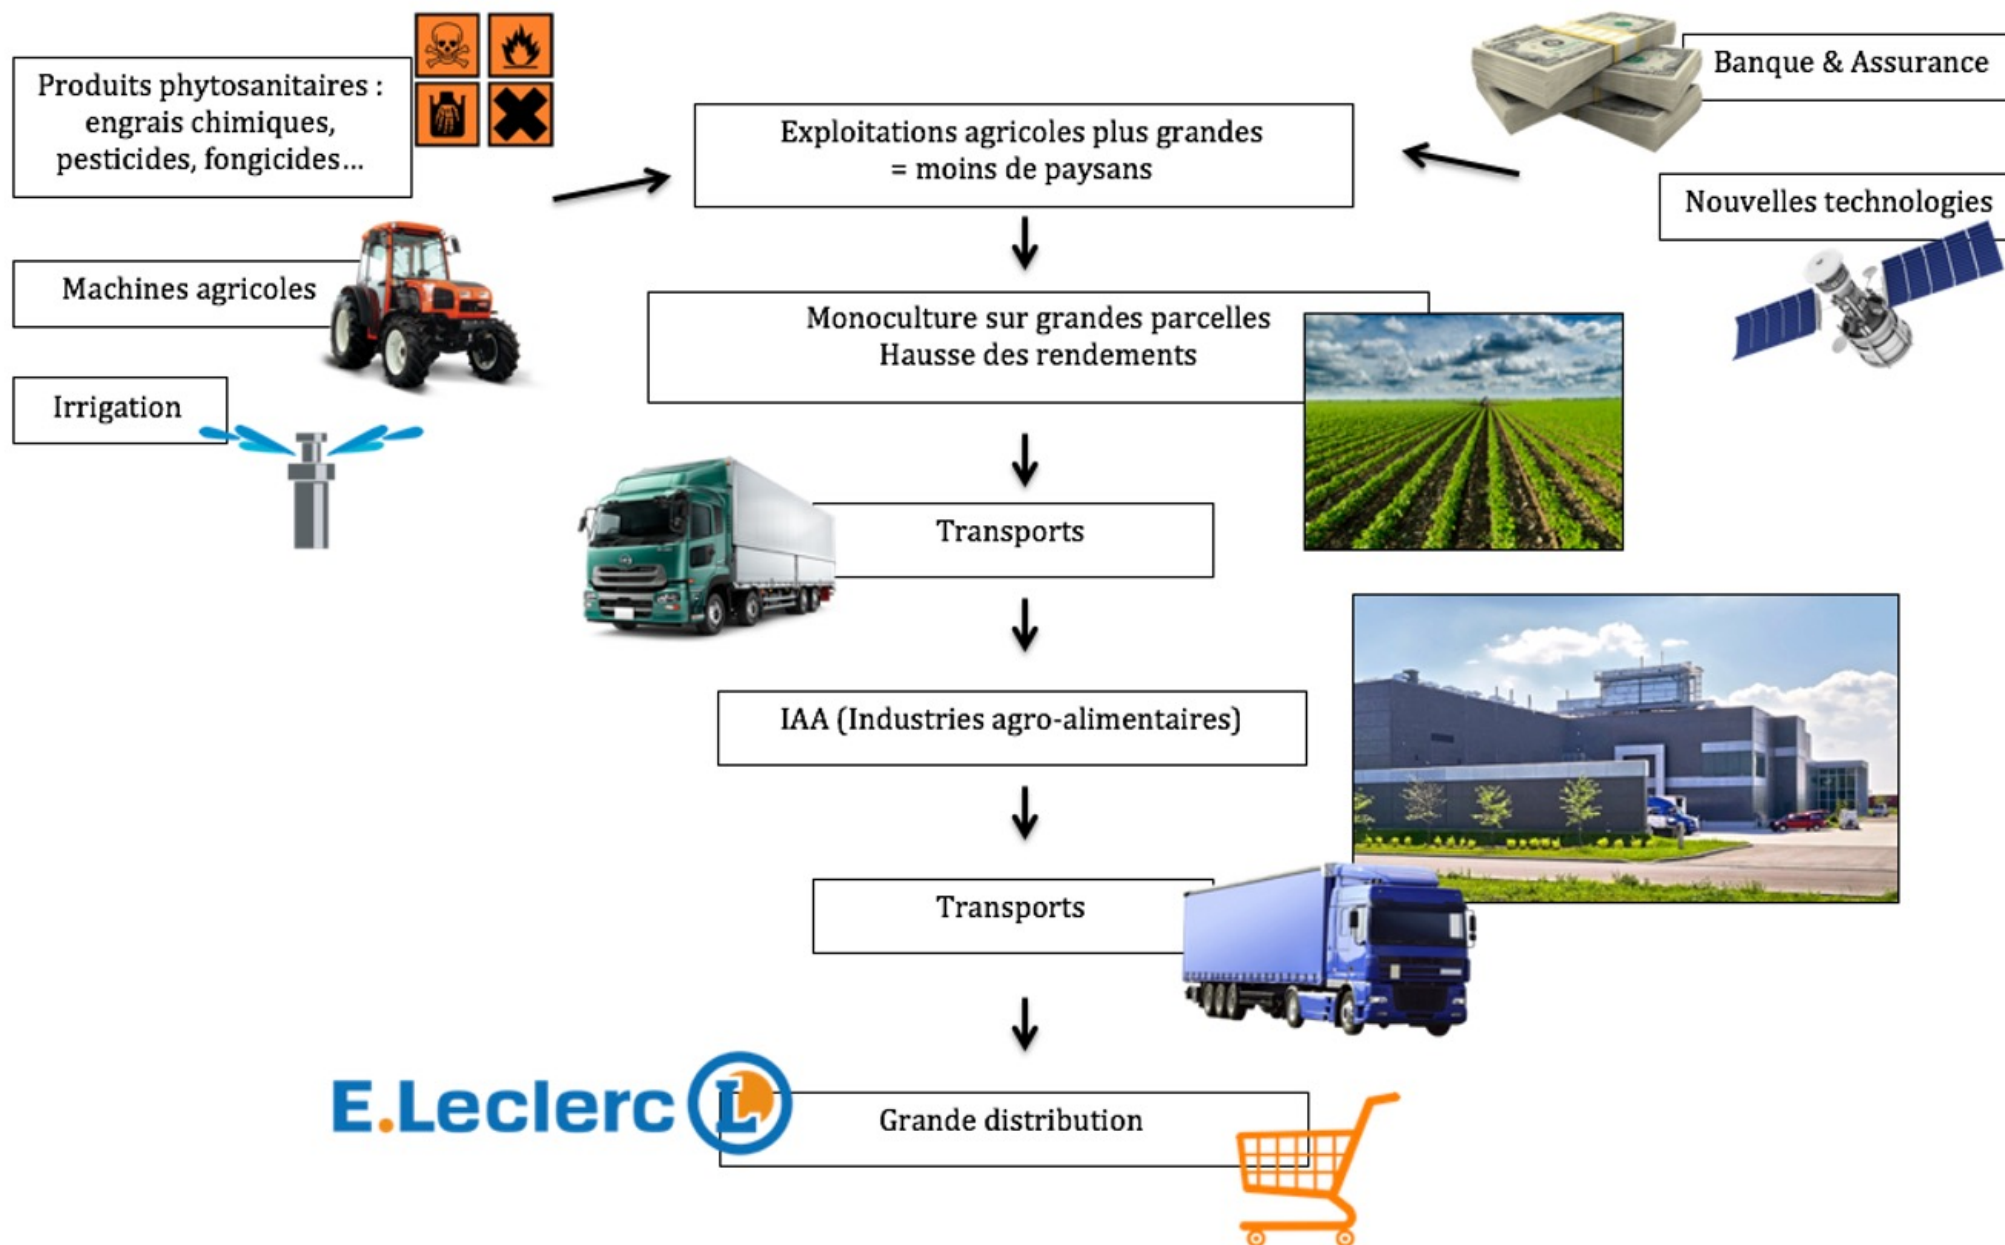 Produits phytosanitaires :
engrais chimiques,
pesticides, fongicides...
Machines agricoles
Irrigation
Banque & Assurance
Nouvelles technologies
Exploitations agricoles plus grandes
= moins de paysans
Monoculture sur grandes parcelles
Hausse des rendements
Transports
IAA (Industries agro-alimentaires)
Transports
E.Leclerc L
Grande distribution